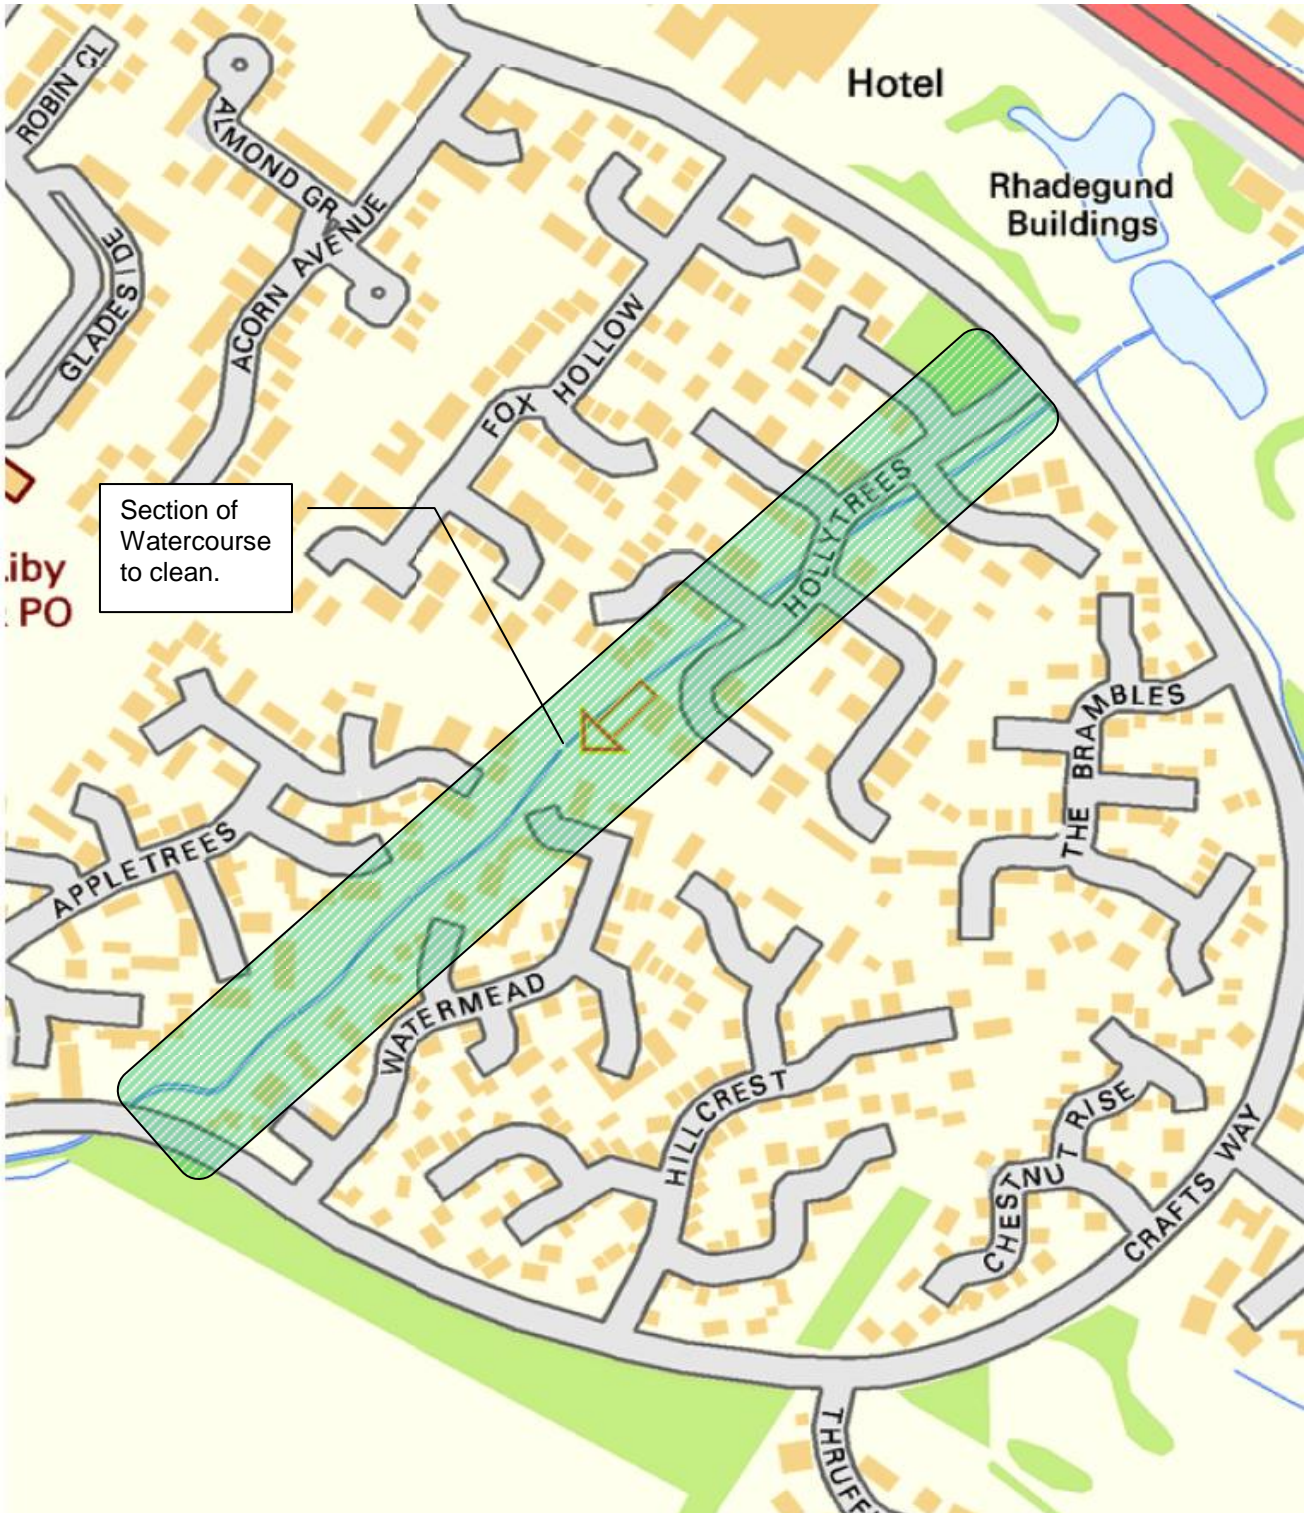 ROBIN CL
ALMOND GR
Hotel
Rhadegund
Buildings
GLADESIDE
ACORN AVENUE
FOX HOLLOW
HOLLYTREES
Section of
Watercourse
to clean.
PO
THE BRAMBLES
APPLETREES
WATERMEAD
HILLCREST
CHESTNUT RISE
CRAFTS WAY